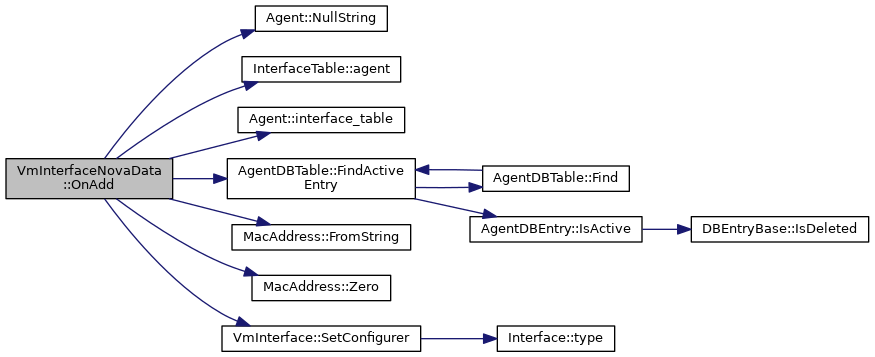 Agent::NullString
InterfaceTable::agent
Agent::interface_table
VmInterfaceNovaData
::OnAdd
AgentDBTable::FindActive
Entry
AgentDBTable::Find
MacAddress::FromString
AgentDBEntry::IsActive
DBEntryBase::IsDeleted
MacAddress::Zero
VmInterface::SetConfigurer
Interface::type